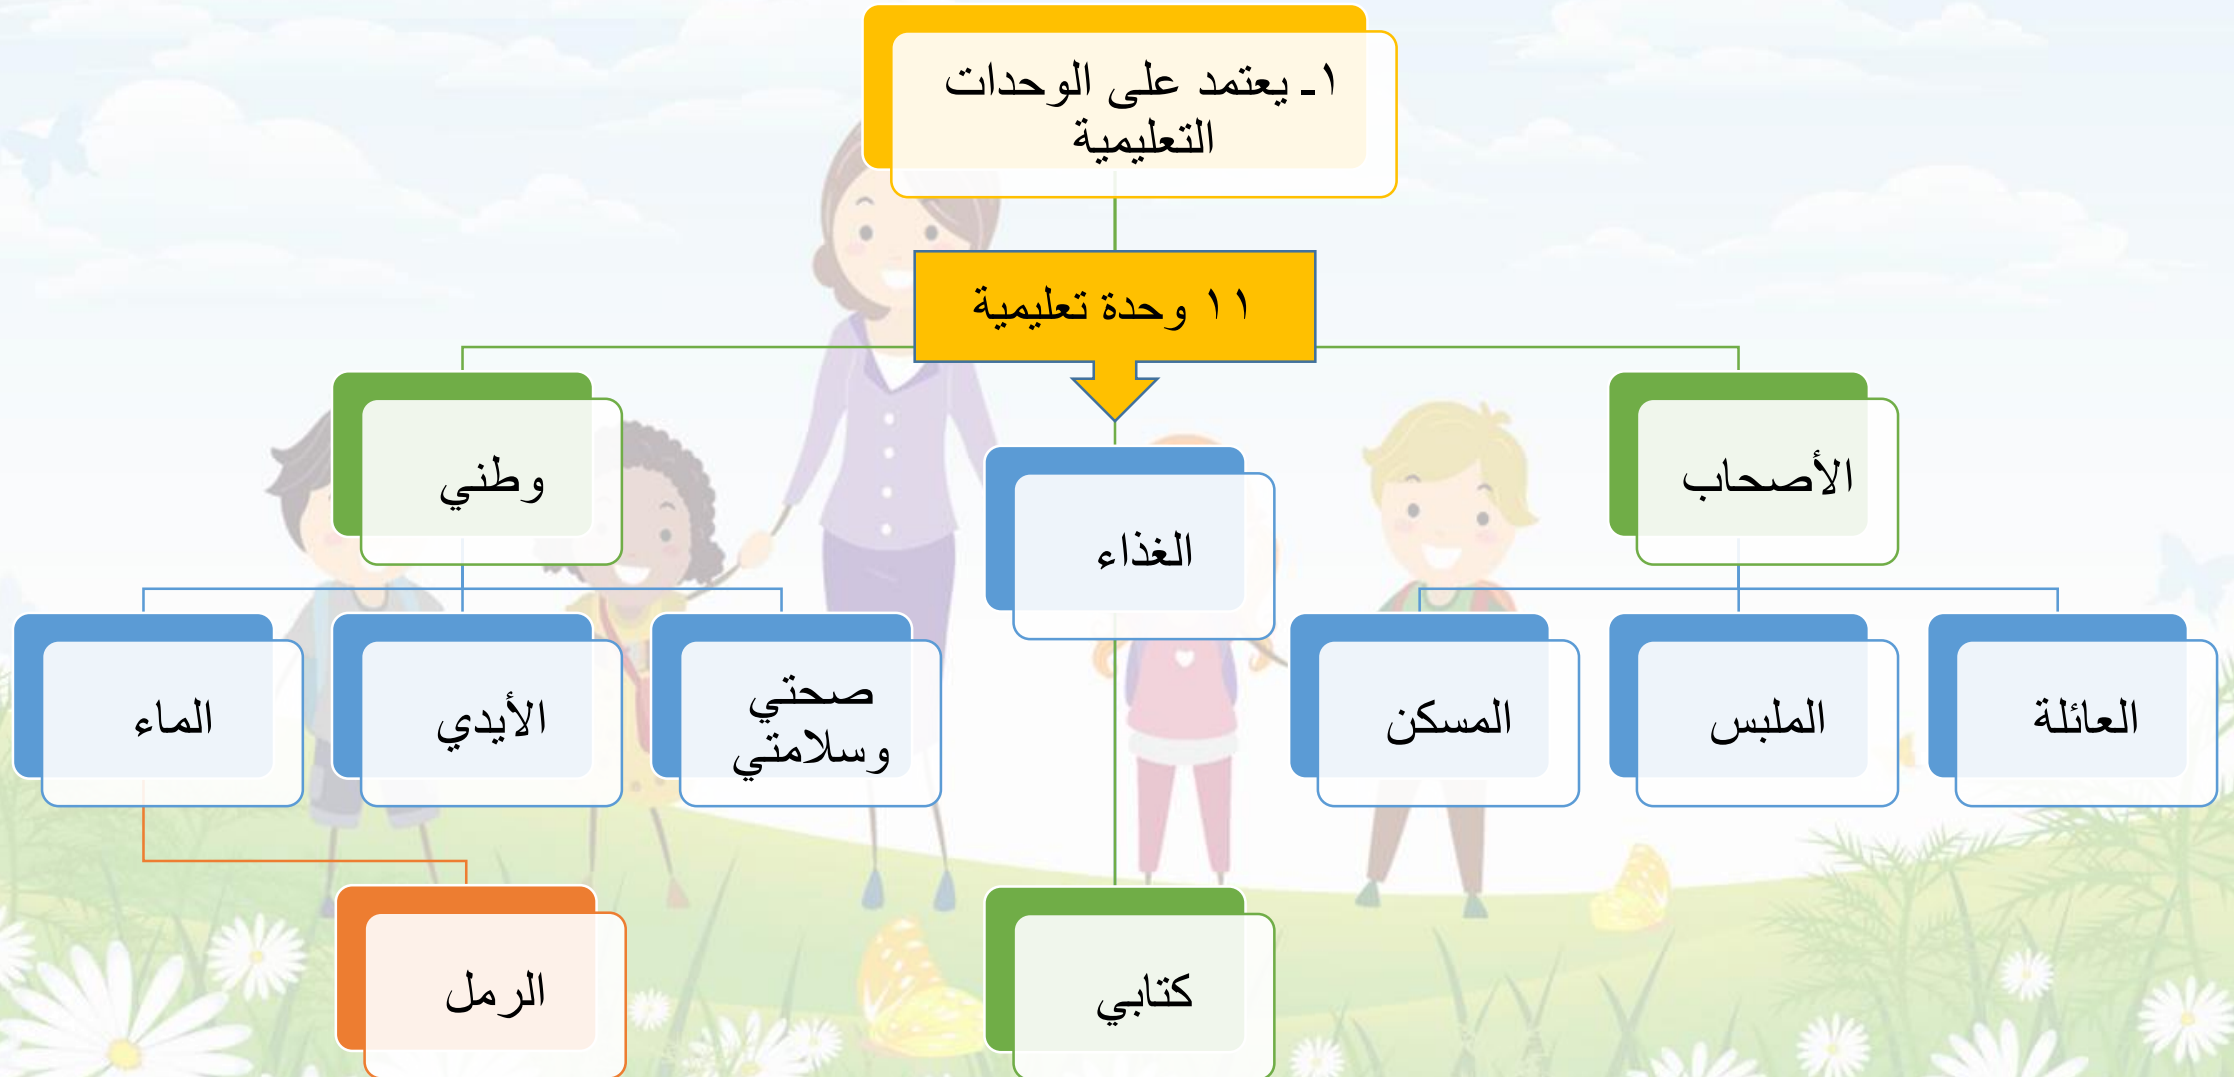 ١ـ يعتمد على الوحدات
التعليمية
١١ وحدة تعليمية
الأصحاب
الغذاء
وطني
العائلة
الملبس
المسكن
صحتي
وسلامتي
الأيدي
الماء
كتابي
الرمل